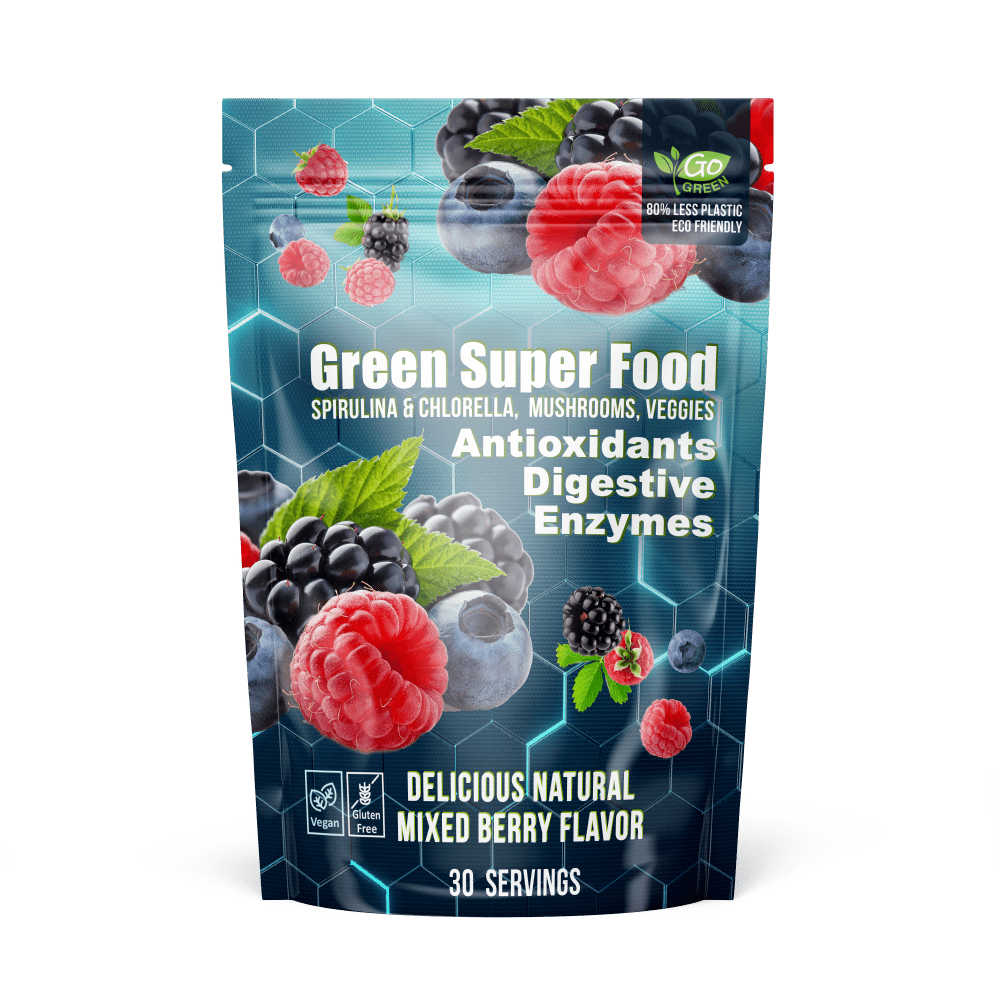 Go
GREEN
80% LESS PLASTIC
ECO FRIENDLY
Green Super Food
SPIRULINA & CHLORELLA, MUSHROOMS, VEGGIES
Antioxidants
Digestive
Enzymes
Vegan
Gluten
Free
DELICIOUS NATURAL
MIXED BERRY FLAVOR
30 SERVINGS